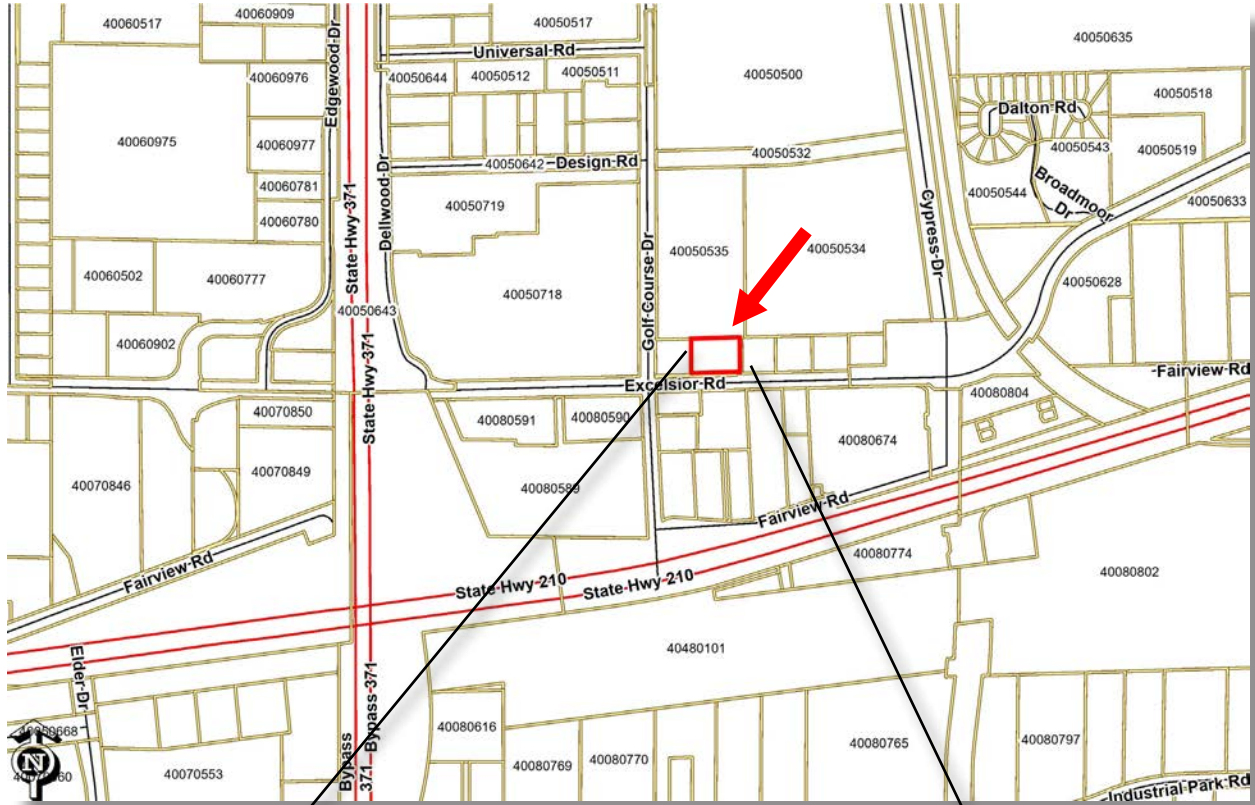 40060517
40060909
40050517
40050635
Universal Rd
40060976
40050644
40050512
40050511
40050500
40050518
Edgewood Dr
Dalton Rd
40060975
40060977
40050642
Design Rd
40050532
40050543
40050519
State Hwy 371
Dellwood Dr
40060781
40060780
40050719
40050544
Broadmoor Dr
40050633
Cypress Dr
40060502
40060777
40050535
40050534
40050718
Golf Course Dr
40050628
40050643
40060902
State Hwy 371
Excelsior Rd
Fairview Rd
40070850
40080591
40080590
40080804
40070849
40080674
40070846
40080589
Fairview Rd
Fairview Rd
40080774
40080802
State Hwy 210
State Hwy 210
40480101
Elder Dr
Bypass 371
Bypass 371
40080616
40080765
40080797
40080769
40080770
40070553
N
Industrial Park Rd